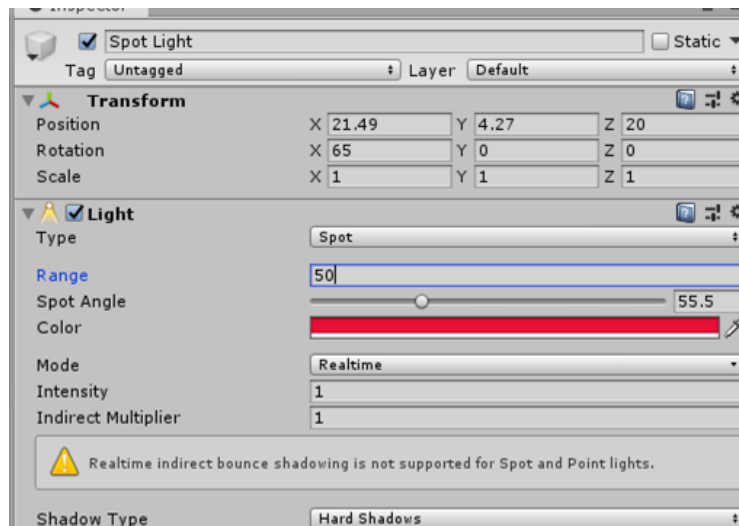 Inspector
Spot Light Static
Tag Untagged Layer Default
Transform
Position X 21.49 Y 4.27 Z 20
Rotation X 65 Y 0 Z 0
Scale X 1 Y 1 Z 1
Light
Type Spot
Range 50
Spot Angle 55.5
Color
Mode Realtime
Intensity 1
Indirect Multiplier 1
Realtime indirect bounce shadowing is not supported for Spot and Point lights.
Shadow Type Hard Shadows